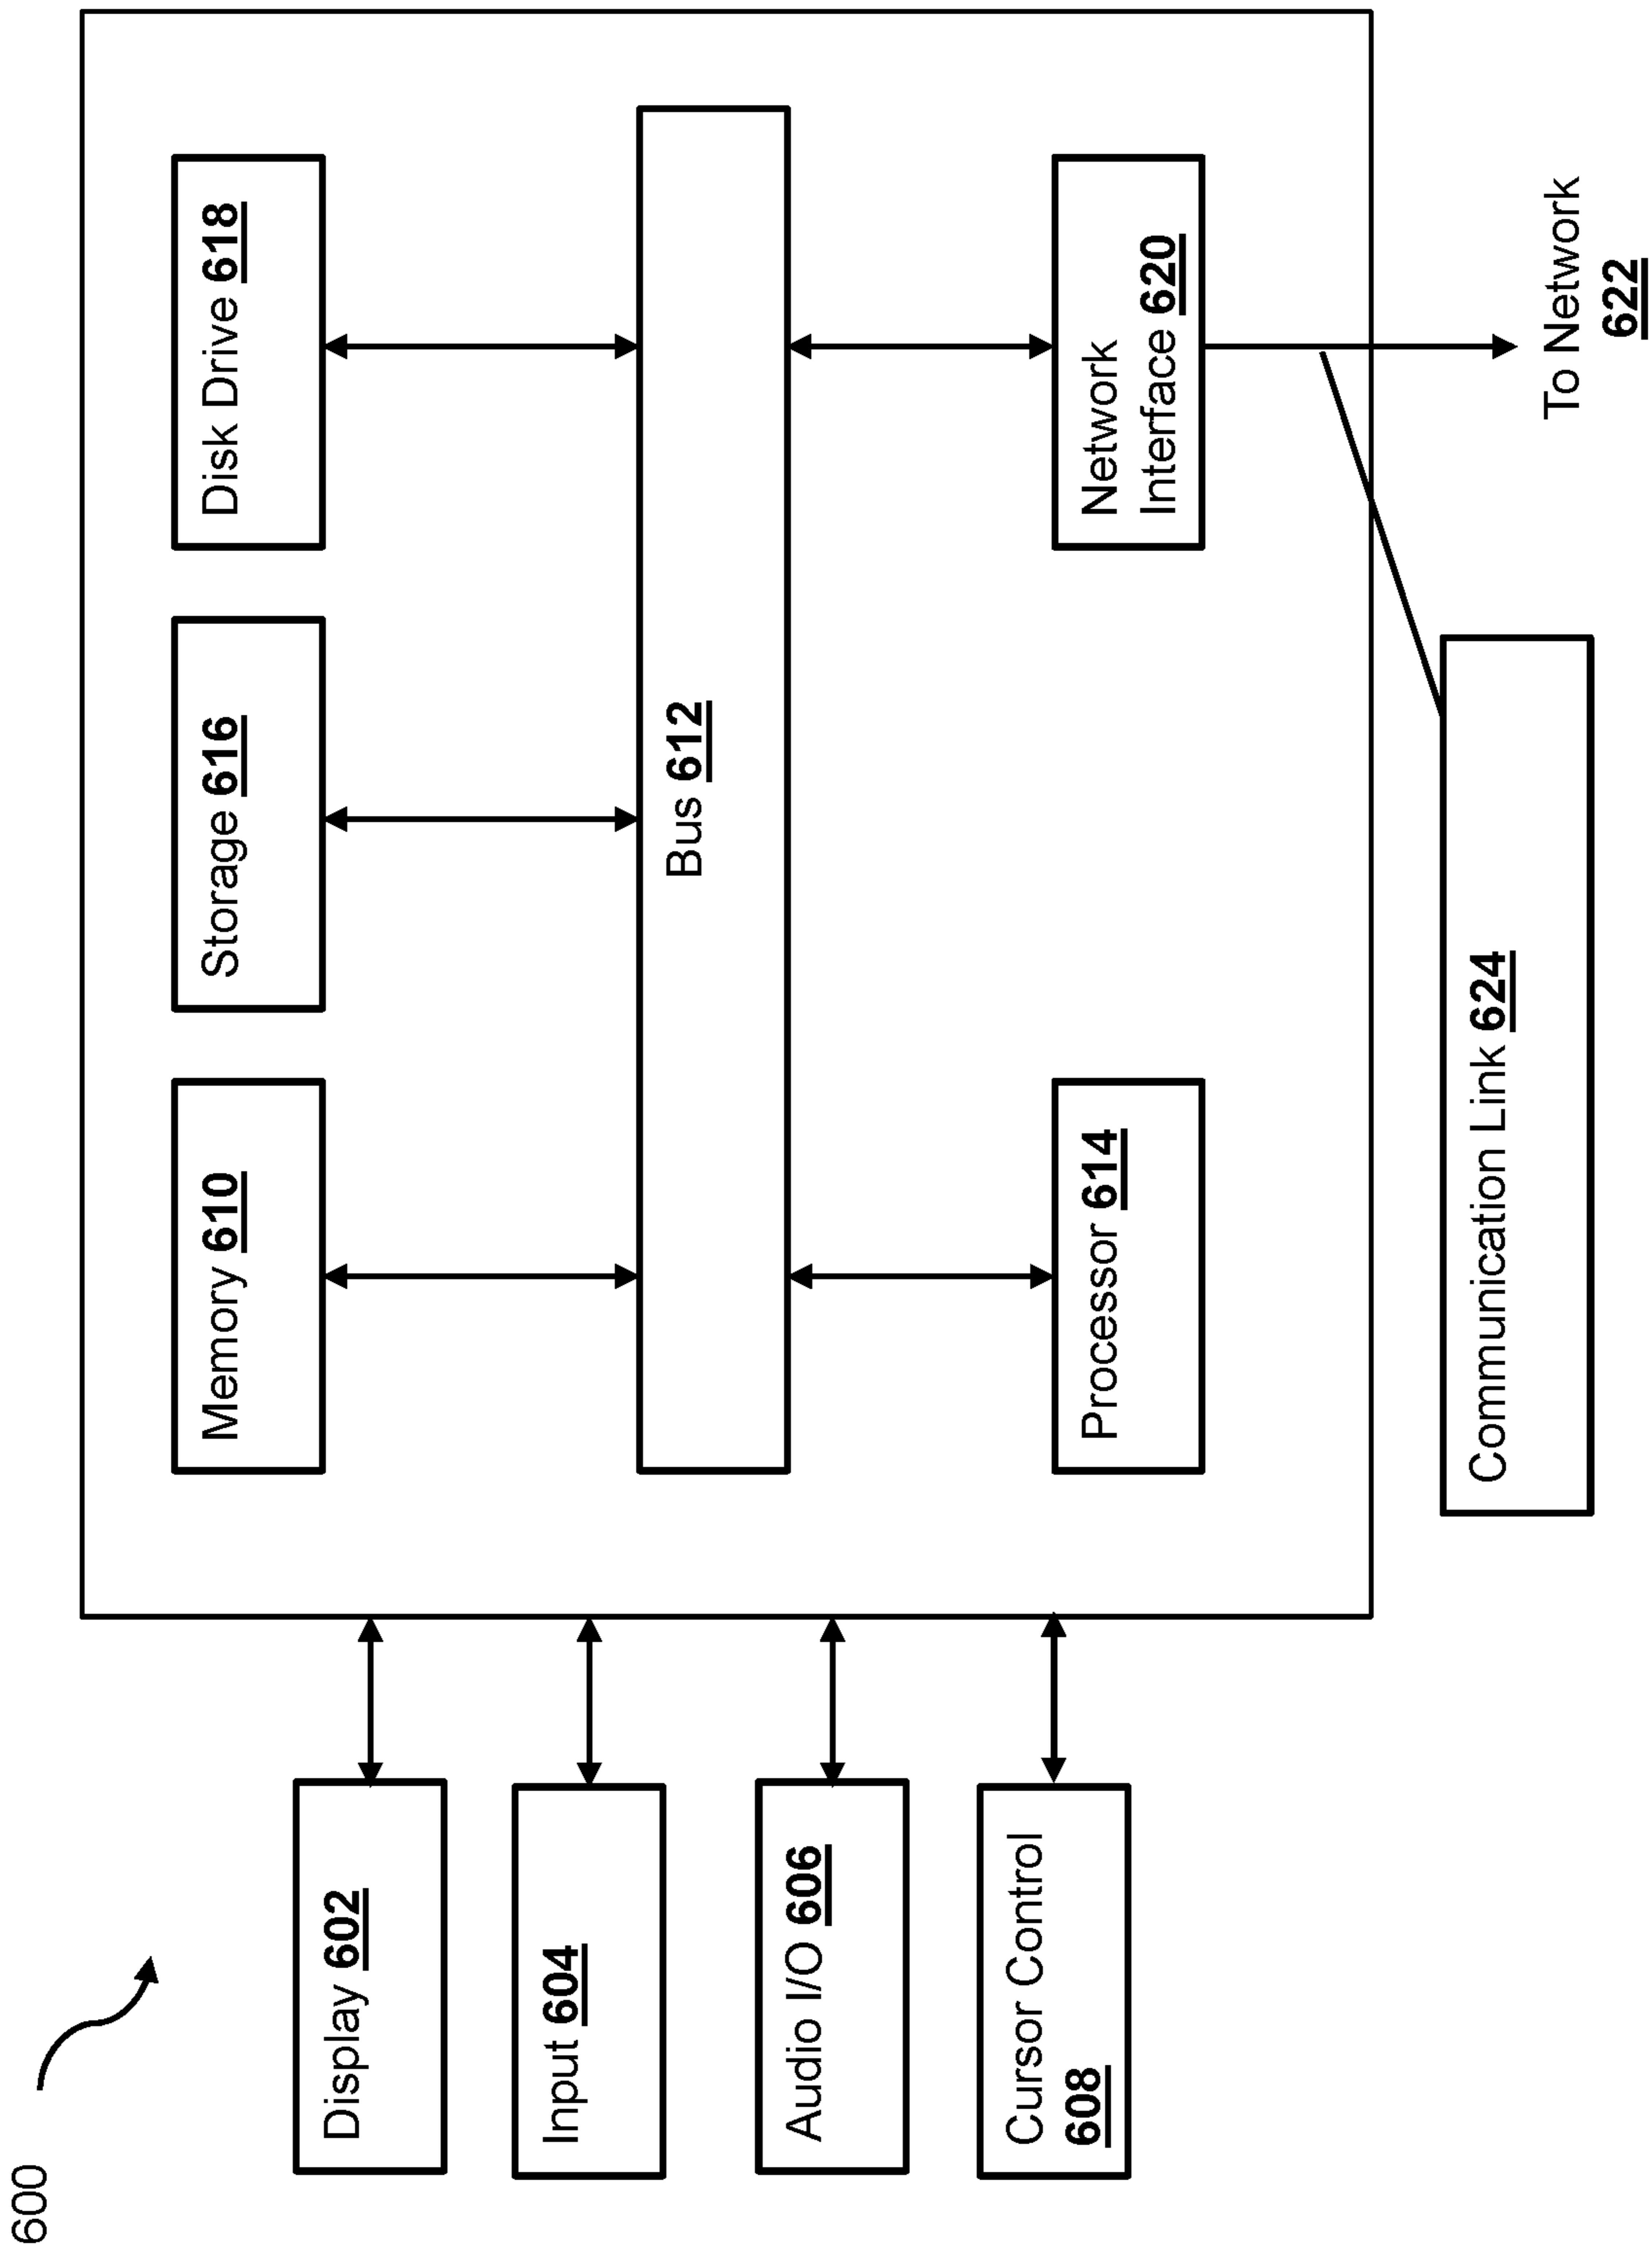 600
Display 602
Input 604
Audio I/O 606
Cursor Control
608
Memory 610
Storage 616
Disk Drive 618
Bus 612
Processor 614
Network
Interface 620
Communication Link 624
To Network
622